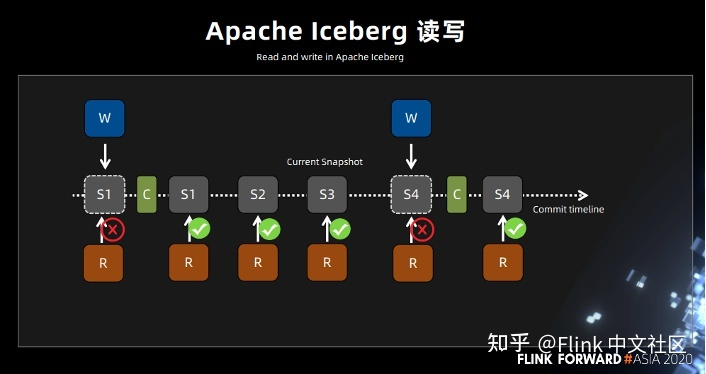 Apache Iceberg 读写
Read and write in Apache Iceberg
W
W
Current Snapshot
S1
C
S1
S2
S3
S4
C
S4
Commit timeline
R
R
R
R
R
R
知乎 @Flink 中文社区
FLINK FORWARD #ASIA 2020